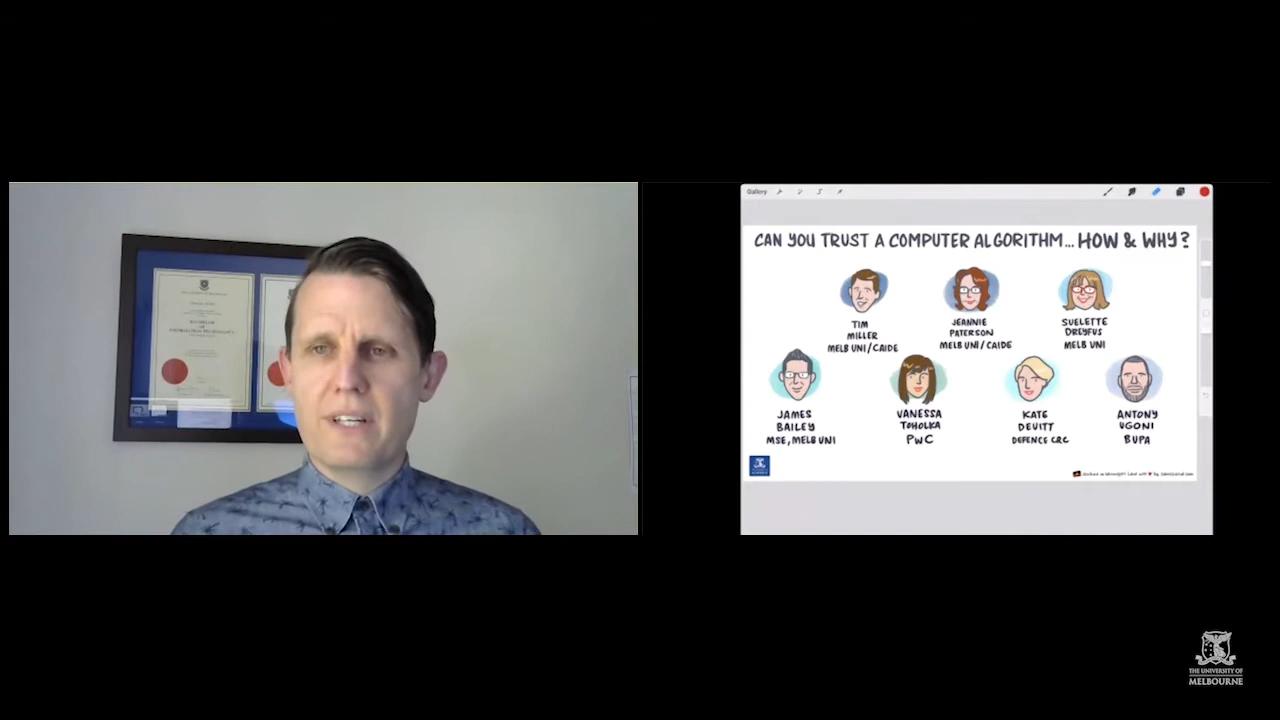 Gallery
CAN YOU TRUST A COMPUTER ALGORITHM... HOW & WHY?
TIM
MILLER
MELB UNI/CAIDE
JEANNIE
PATERSON
MELB UNI/CAIDE
SUELETTE
DREYFUS
MELB UNI
JAMES
BAILEY
MSE, MELB UNI
VANESSA
TOHOLKA
PwC
KATE
DEVITT
DEFENCE CRC
ANTONY
UGONI
BUPA
THE UNIVERSITY OF
MELBOURNE